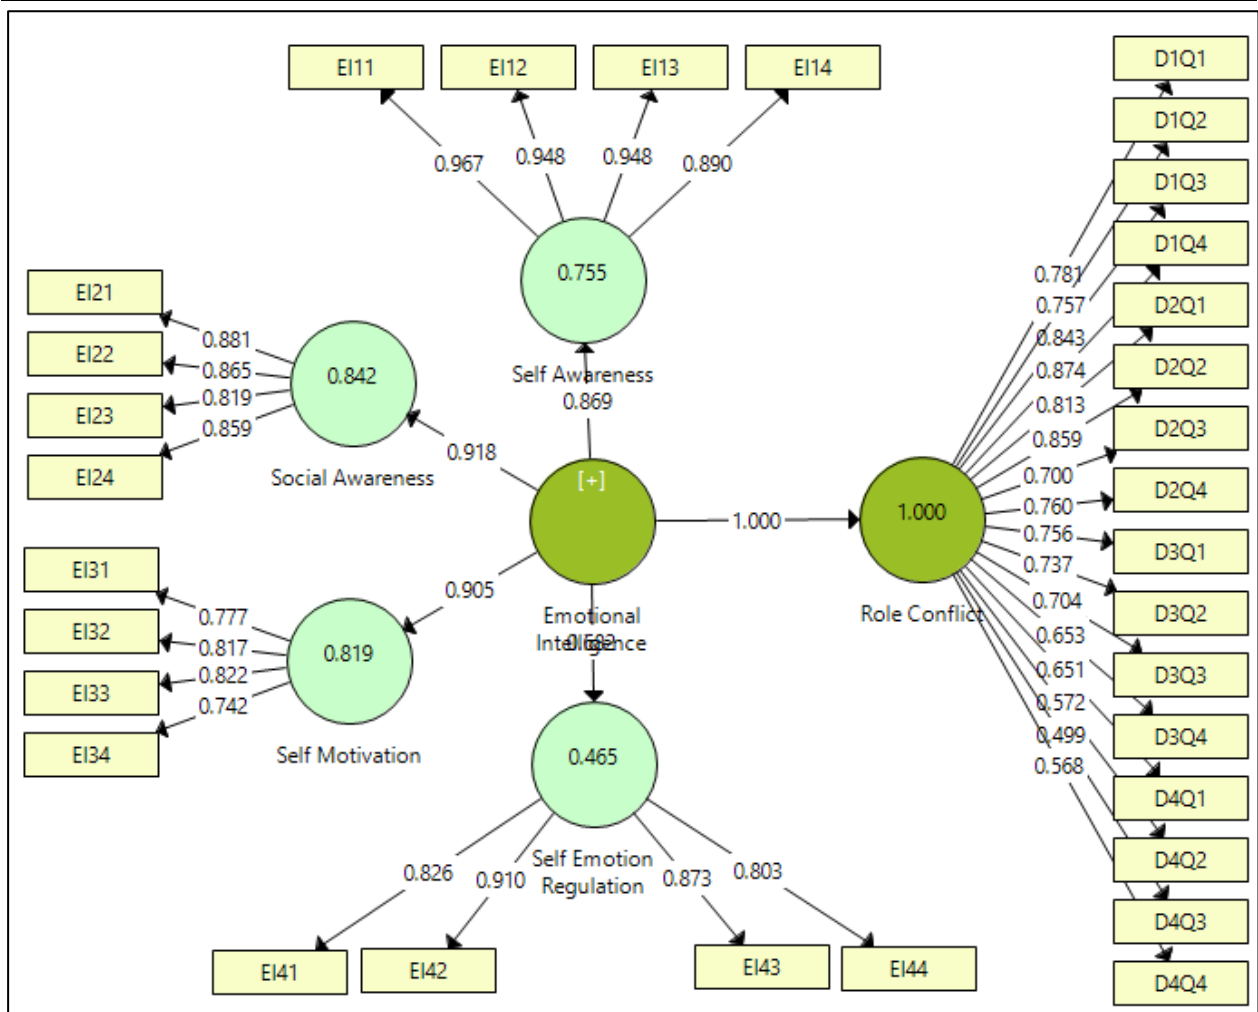 EI11
EI12
EI13
EI14
0.967
0.948
0.948
0.890
0.755
Self Awareness
0.869
EI21
EI22
EI23
EI24
0.881
0.865
0.819
0.859
0.842
Social Awareness
0.918
[+]
Emotional
Intelligence
1.000
1.000
Role Conflict
0.905
EI31
EI32
EI33
EI34
0.777
0.817
0.822
0.742
0.819
Self Motivation
0.682
0.465
Self Emotion
Regulation
0.826
0.910
0.873
0.803
EI41
EI42
EI43
EI44
0.781
0.757
0.843
0.874
0.813
0.859
0.700
0.760
0.756
0.737
0.704
0.653
0.651
0.572
0.499
0.568
D1Q1
D1Q2
D1Q3
D1Q4
D2Q1
D2Q2
D2Q3
D2Q4
D3Q1
D3Q2
D3Q3
D3Q4
D4Q1
D4Q2
D4Q3
D4Q4